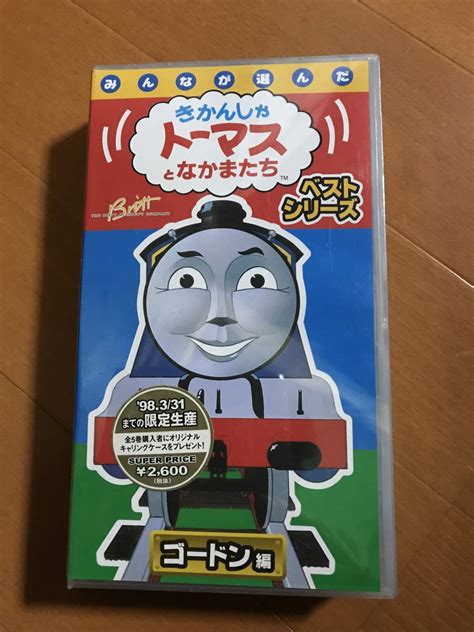 みんなが選んだ
きかんしゃ
トーマス
となかまたち™
ベスト
シリーズ
Britt
'98.3/31
までの限定生産
全5巻購入者にオリジナル
キャリングケースをプレゼント!
SUPER PRICE
¥2,600
(税抜)
ゴードン編